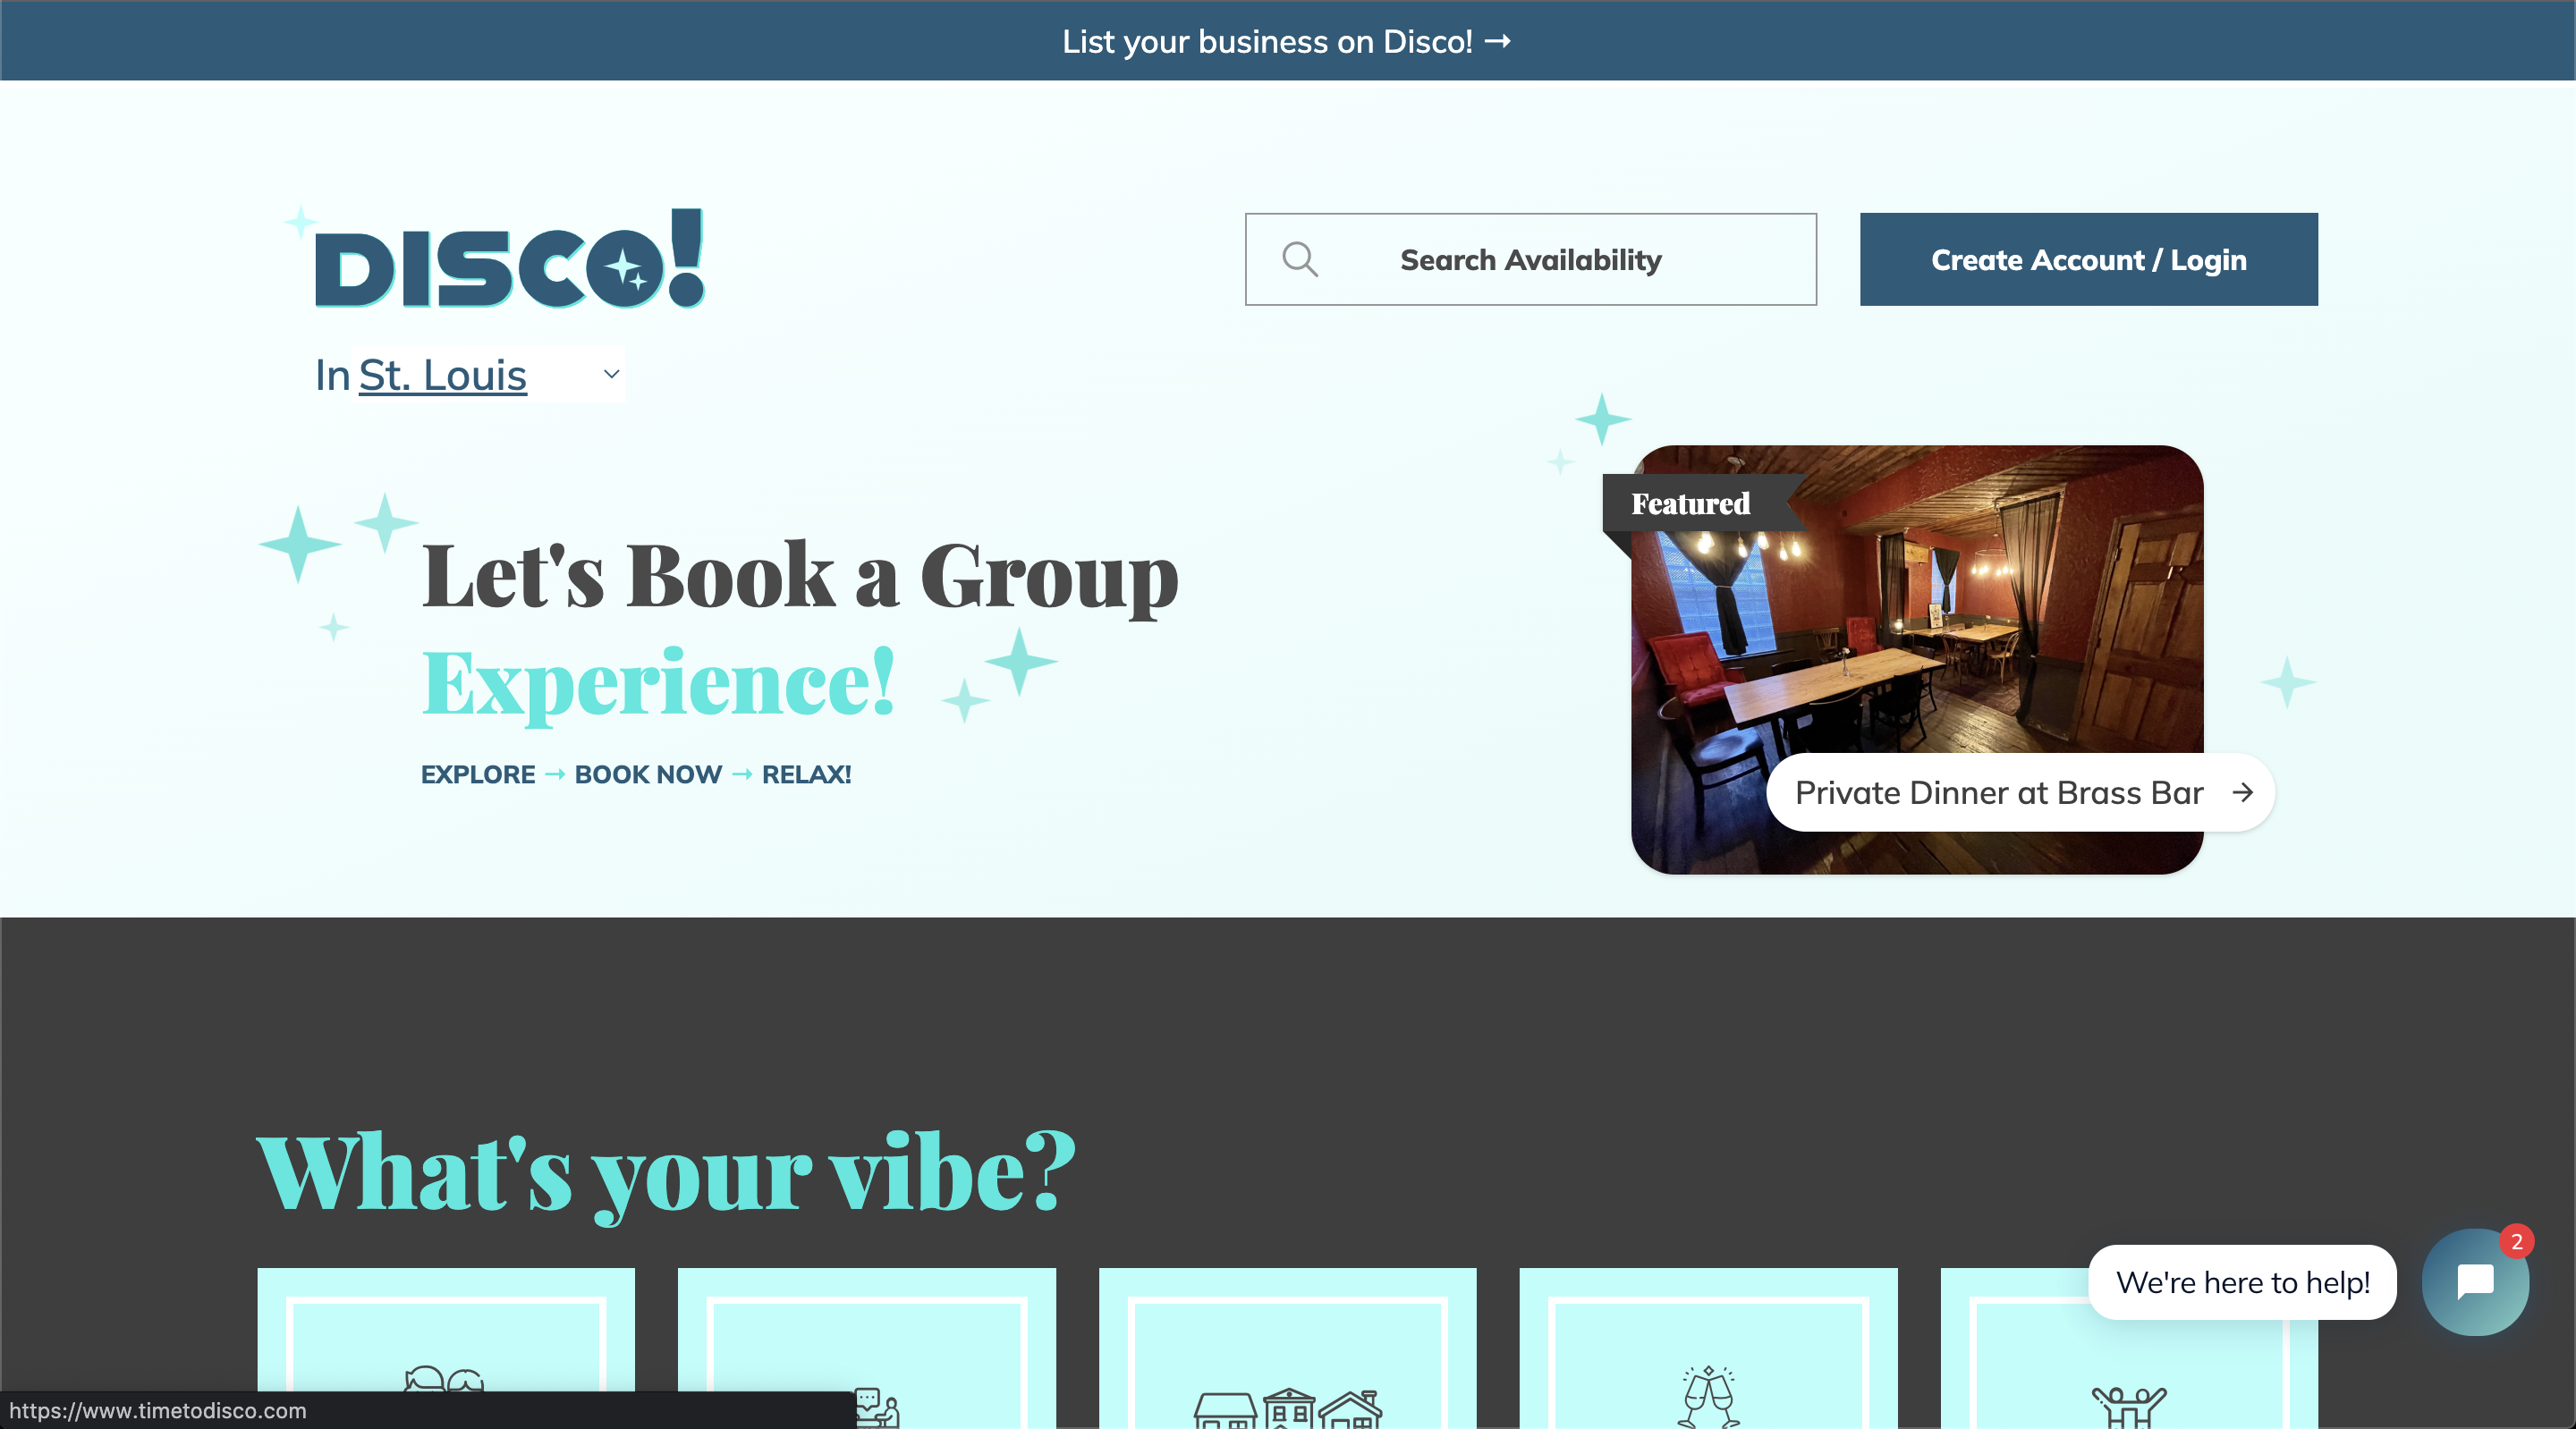 List your business on Disco! →
DISCO!
Search Availability
Create Account / Login
In St. Louis
Featured
Let's Book a Group
Experience!
EXPLORE → BOOK NOW → RELAX!
Private Dinner at Brass Bar →
What's your vibe?
2
We're here to help!
https://www.timetodisco.com